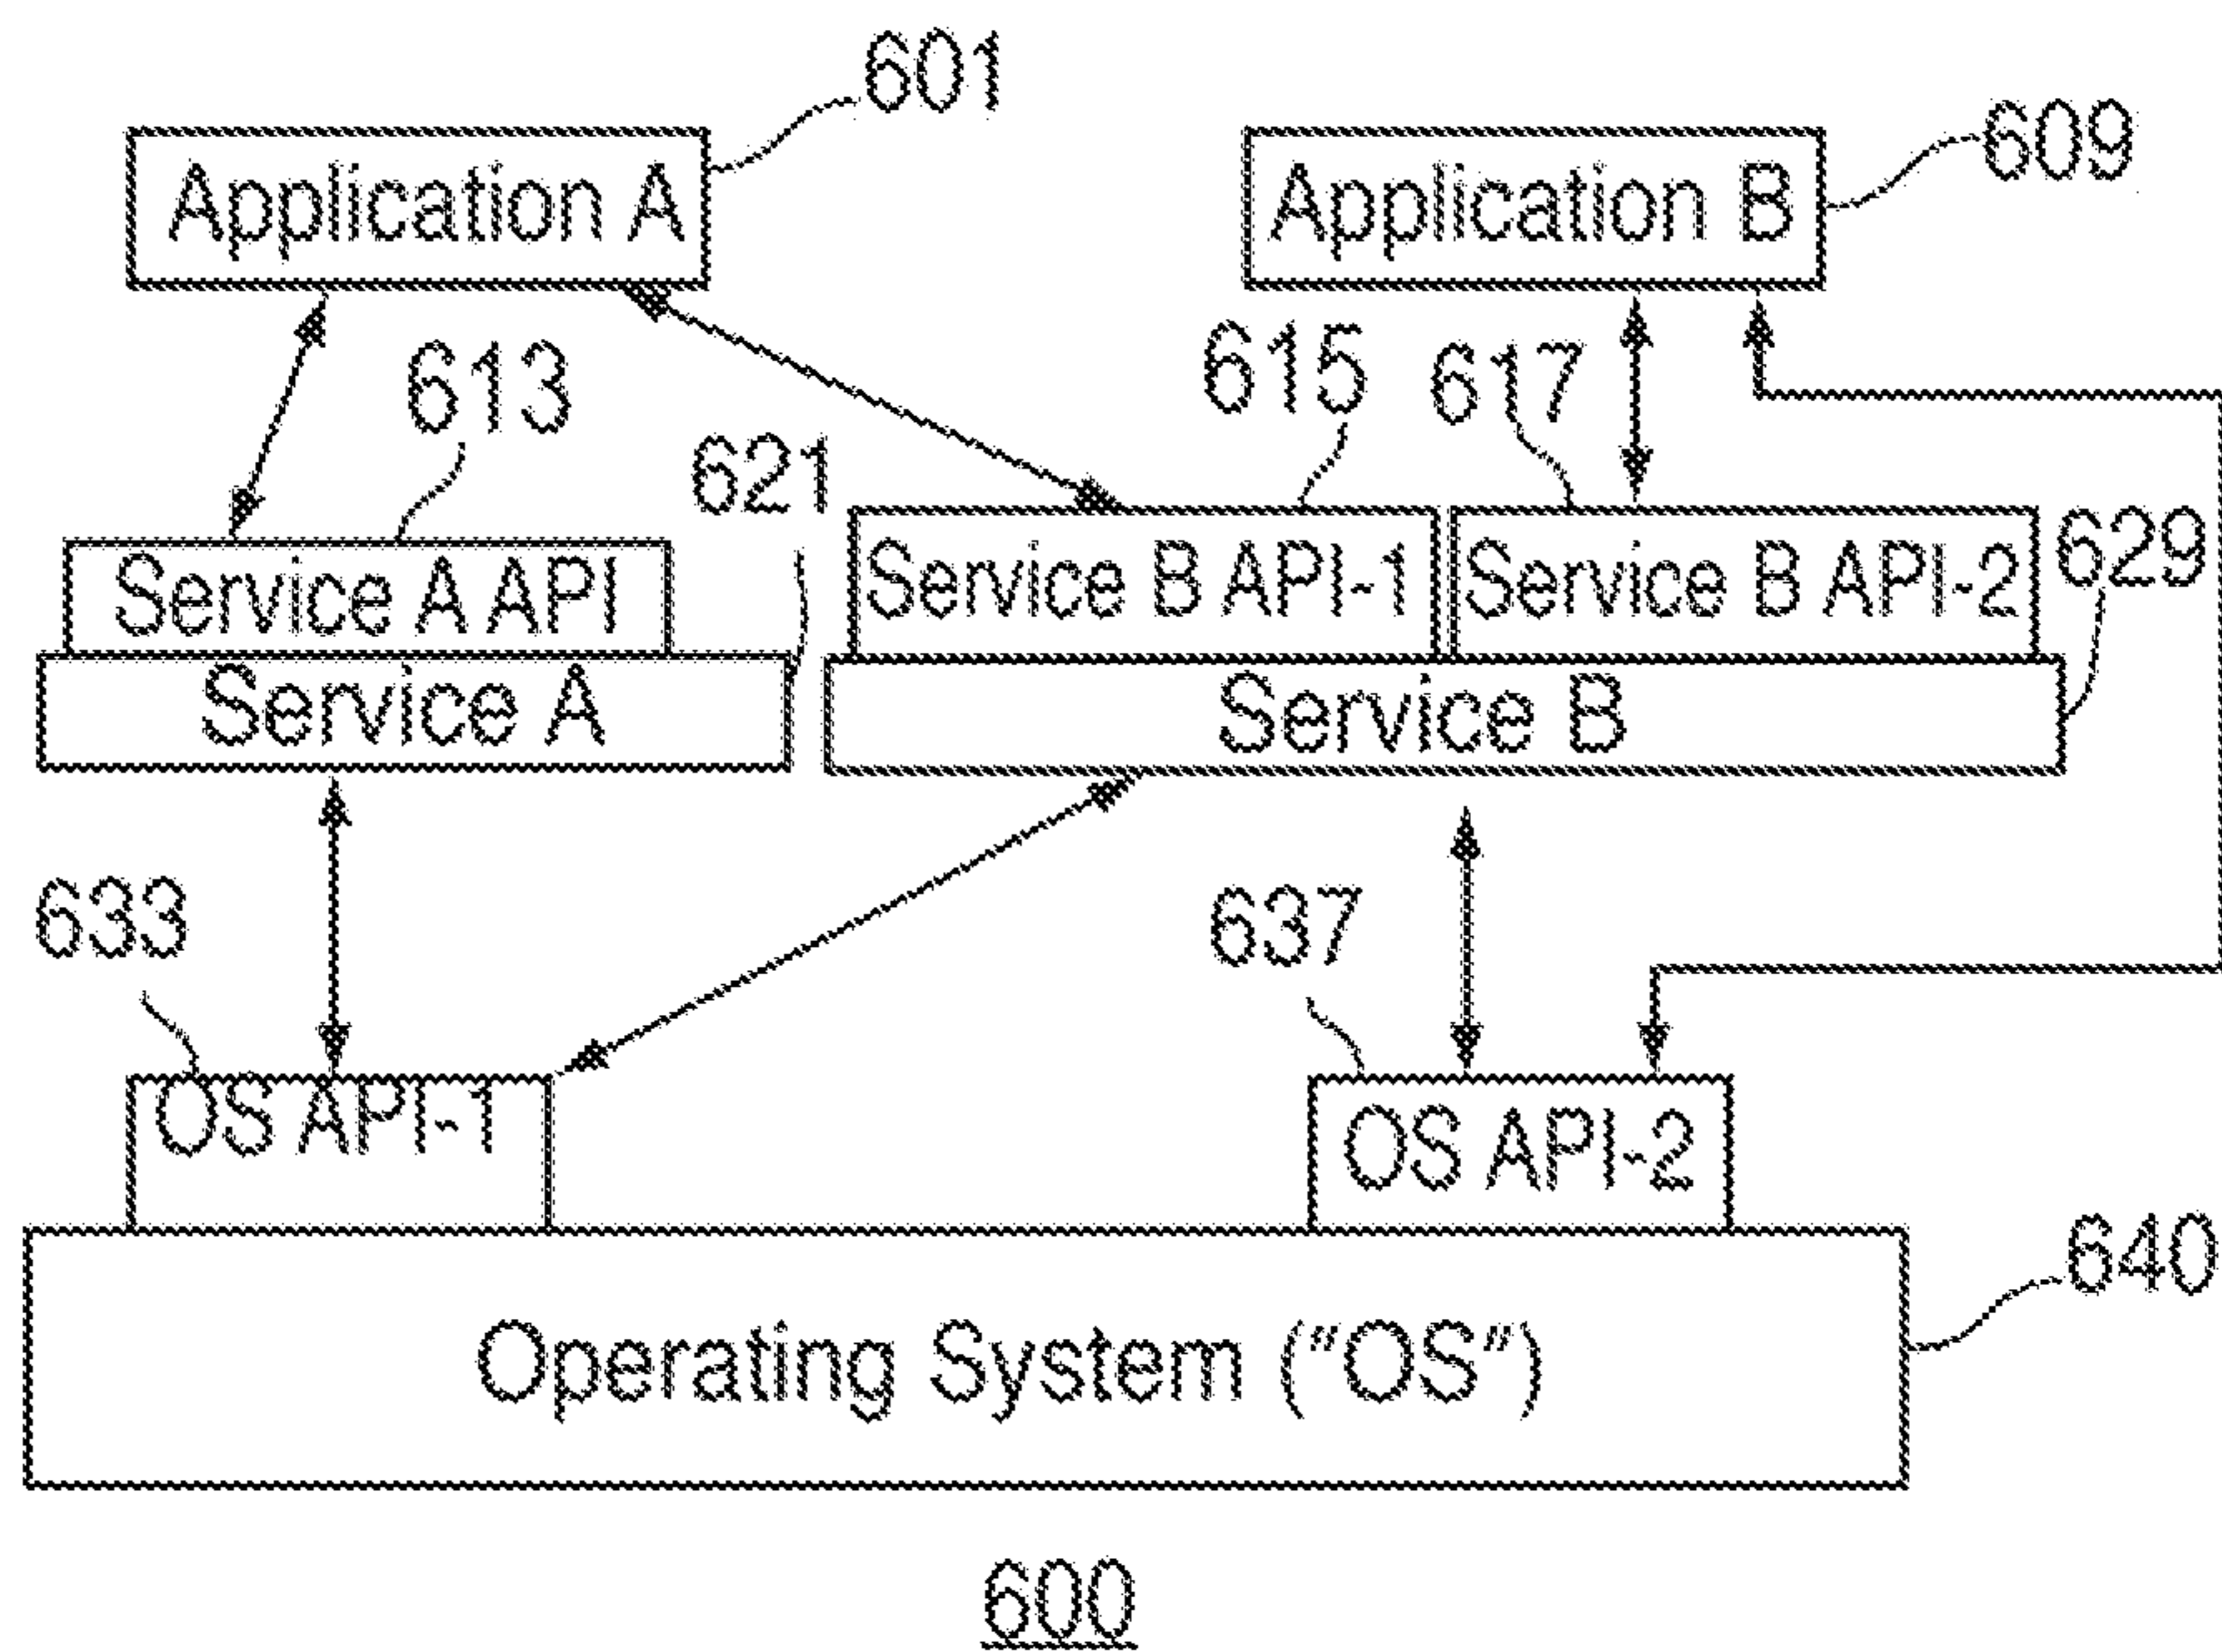 601
609
Application A
Application B
613
615
617
621
629
Service A API
Service B API-1
Service B API-2
Service A
Service B
633
637
OS API-1
OS API-2
640
Operating System ("OS")
600